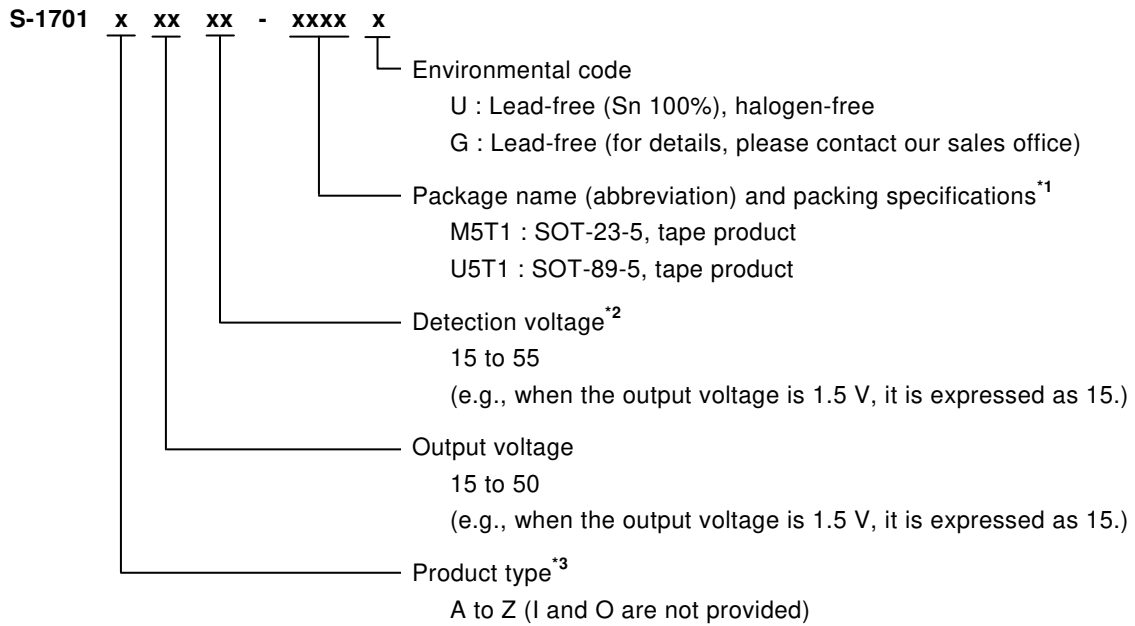 S-1701 x xx xx - xxxx x
Environmental code
U : Lead-free (Sn 100%), halogen-free
G : Lead-free (for details, please contact our sales office)
Package name (abbreviation) and packing specifications*1
M5T1 : SOT-23-5, tape product
U5T1 : SOT-89-5, tape product
Detection voltage*2
15 to 55
(e.g., when the output voltage is 1.5 V, it is expressed as 15.)
Output voltage
15 to 50
(e.g., when the output voltage is 1.5 V, it is expressed as 15.)
Product type*3
A to Z (I and O are not provided)